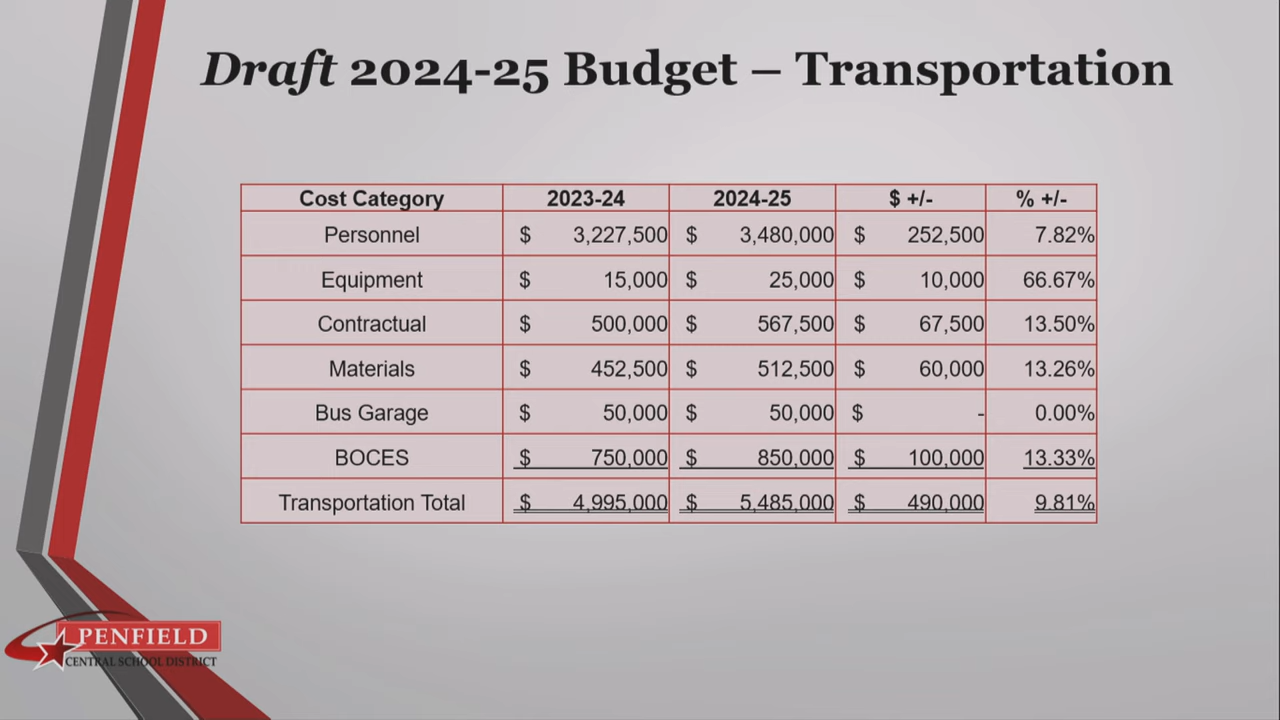 Draft 2024-25 Budget – Transportation
Cost Category 2023-24 2024-25 $ +/- % +/-
Personnel $ 3,227,500 $ 3,480,000 $ 252,500 7.82%
Equipment $ 15,000 $ 25,000 $ 10,000 66.67%
Contractual $ 500,000 $ 567,500 $ 67,500 13.50%
Materials $ 452,500 $ 512,500 $ 60,000 13.26%
Bus Garage $ 50,000 $ 50,000 $ - 0.00%
BOCES $ 750,000 $ 850,000 $ 100,000 13.33%
Transportation Total $ 4,995,000 $ 5,485,000 $ 490,000 9.81%
PENFIELD
CENTRAL SCHOOL DISTRICT